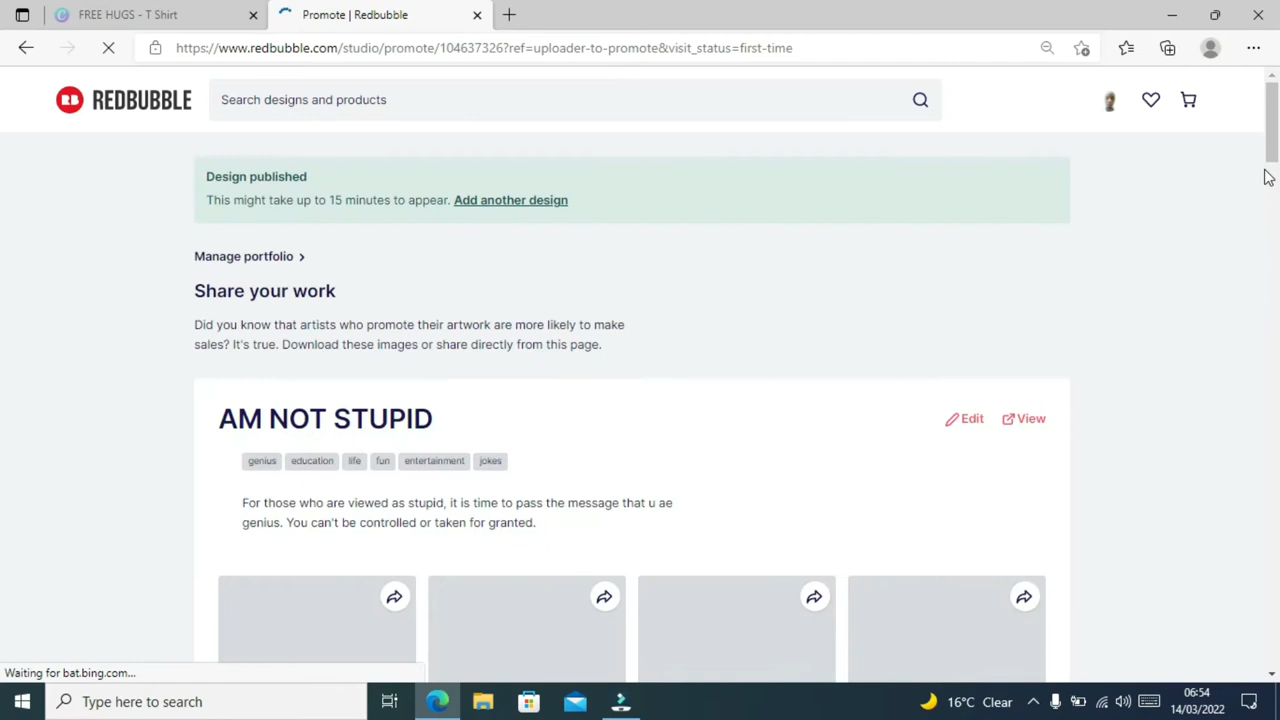 FREE HUGS - T Shirt
Promote | Redbubble
https://www.redbubble.com/studio/promote/104637326?ref=uploader-to-promote&visit_status=first-time
RB REDBUBBLE
Search designs and products
Design published
This might take up to 15 minutes to appear. Add another design
Manage portfolio
Share your work
Did you know that artists who promote their artwork are more likely to make
sales? It's true. Download these images or share directly from this page.
AM NOT STUPID
Edit
View
genius education life fun entertainment jokes
For those who are viewed as stupid, it is time to pass the message that u ae
genius. You can't be controlled or taken for granted.
Waiting for bat.bing.com...
Type here to search
16°C Clear
06:54
14/03/2022